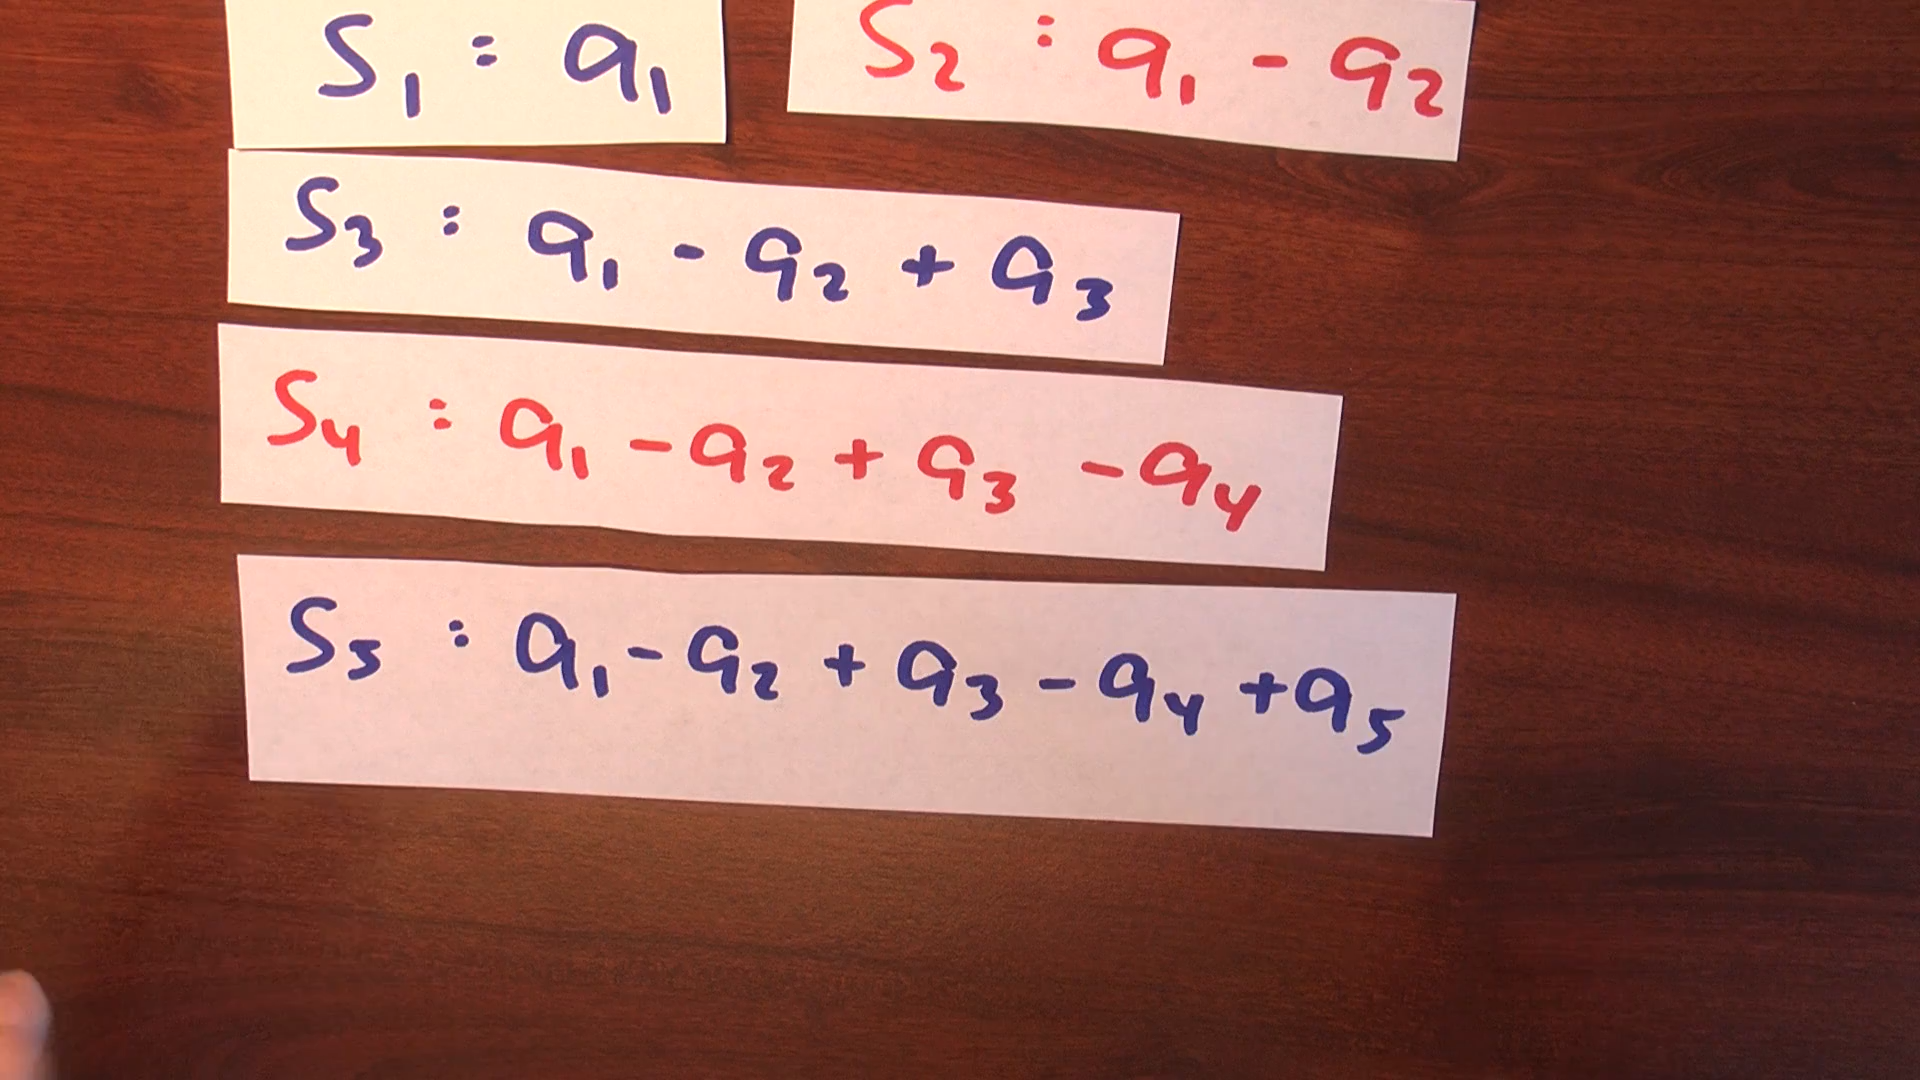 S1 : a1
S2 : a1 - a2
S3 : a1 - a2 + a3
S4 : a1 - a2 + a3 - a4
S5 : a1 - a2 + a3 - a4 + a5